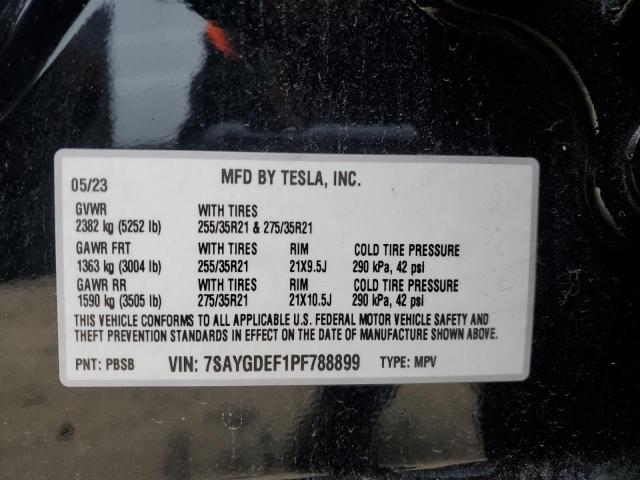 05/23 MFD BY TESLA, INC.
GVWR WITH TIRES
2382 kg (5252 lb) 255/35R21 & 275/35R21
GAWR FRT WITH TIRES RIM COLD TIRE PRESSURE
1363 kg (3004 lb) 255/35R21 21X9.5J 290 kPa, 42 psi
GAWR RR WITH TIRES RIM COLD TIRE PRESSURE
1590 kg (3505 lb) 275/35R21 21X10.5J 290 kPa, 42 psi
THIS VEHICLE CONFORMS TO ALL APPLICABLE U.S. FEDERAL MOTOR VEHICLE SAFETY AND
THEFT PREVENTION STANDARDS IN EFFECT ON THE DATE OF MANUFACTURE SHOWN ABOVE.
PNT: PBSB VIN: 7SAYGDEF1PF788899 TYPE: MPV